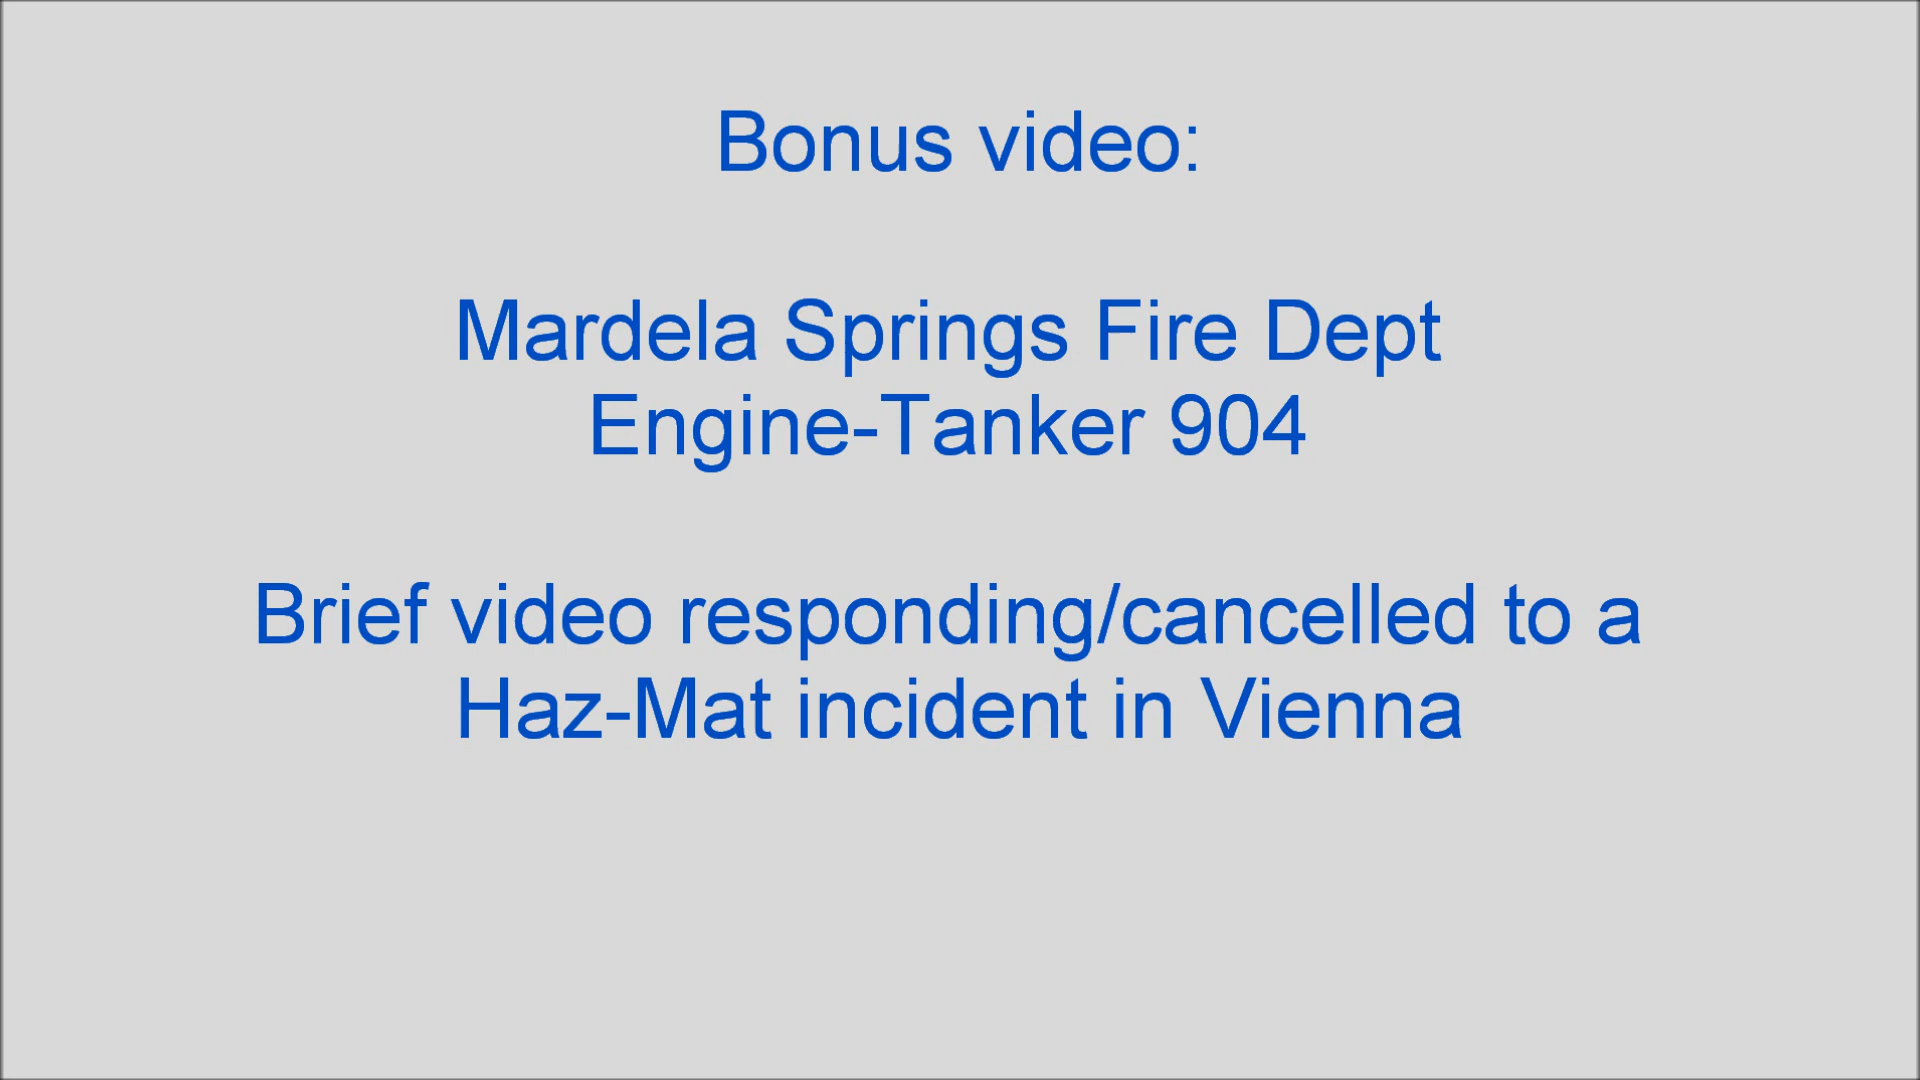 Bonus video:
Mardela Springs Fire Dept
Engine-Tanker 904
Brief video responding/cancelled to a
Haz-Mat incident in Vienna